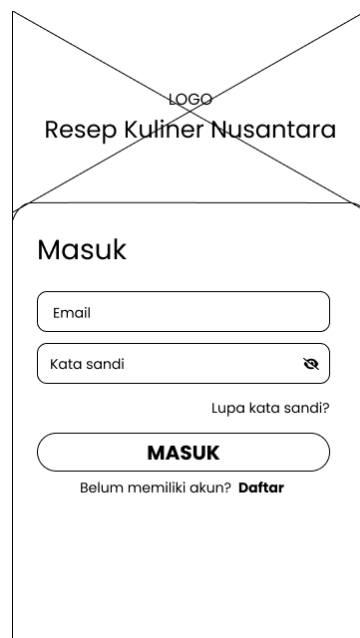 LOGO
Resep Kuliner Nusantara
Masuk
Email
Kata sandi
Lupa kata sandi?
MASUK
Belum memiliki akun? Daftar